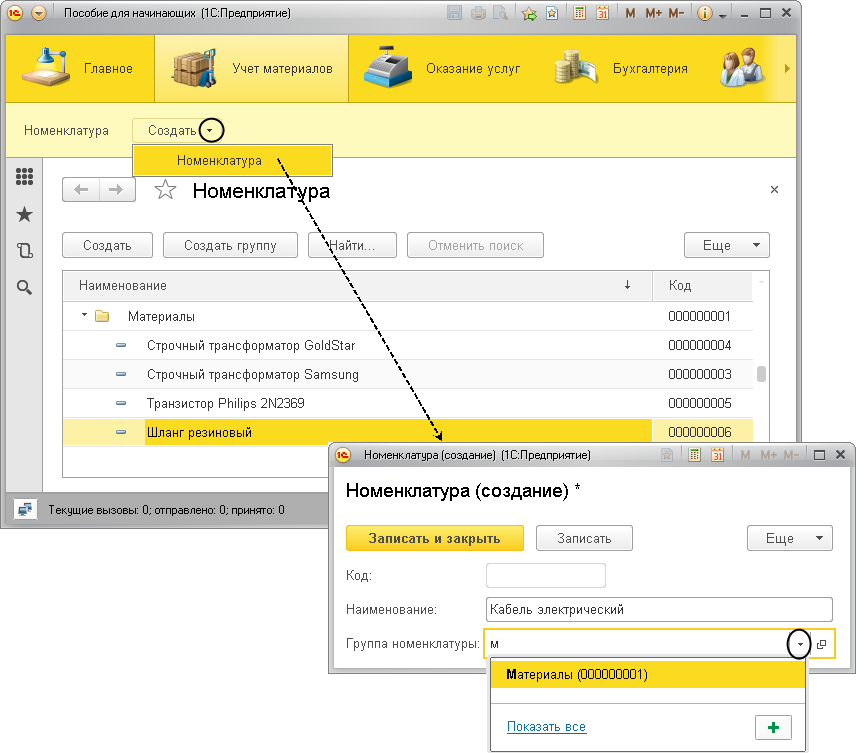 Пособие для начинающих (1С:Предприятие)
M M+ M-
Главное
Учет материалов
Оказание услуг
Бухгалтерия
Номенклатура
Создать
Номенклатура
Номенклатура
Создать
Создать группу
Найти...
Отменить поиск
Еще
Наименование
Код
Материалы 000000001
Строчный трансформатор GoldStar 000000004
Строчный трансформатор Samsung 000000003
Транзистор Philips 2N2369 000000005
Шланг резиновый 000000006
Текущие вызовы: 0; отправлено: 0; принято: 0
Номенклатура (создание) (1С:Предприятие)
31
M M+ M-
Номенклатура (создание) *
Записать и закрыть
Записать
Еще
Код:
Наименование: Кабель электрический
Группа номенклатуры: м
Материалы (000000001)
Показать все